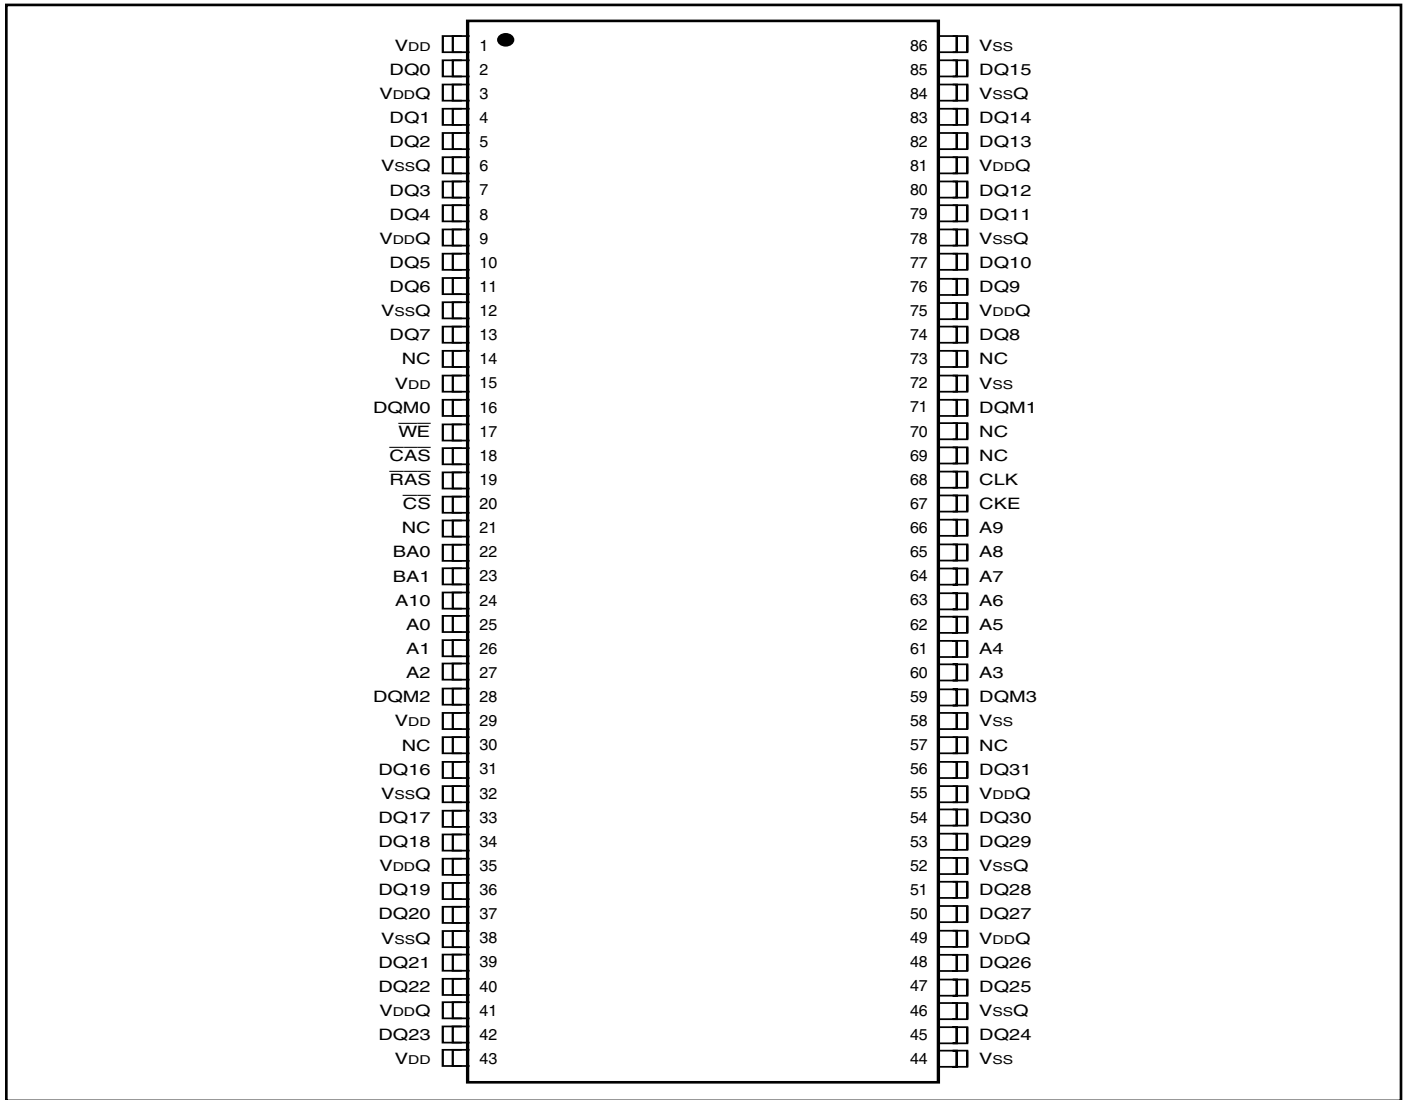 VDD 1 86 VSS
DQ0 2 85 DQ15
VDDQ 3 84 VSSQ
DQ1 4 83 DQ14
DQ2 5 82 DQ13
VSSQ 6 81 VDDQ
DQ3 7 80 DQ12
DQ4 8 79 DQ11
VDDQ 9 78 VSSQ
DQ5 10 77 DQ10
DQ6 11 76 DQ9
VSSQ 12 75 VDDQ
DQ7 13 74 DQ8
NC 14 73 NC
VDD 15 72 VSS
DQM0 16 71 DQM1
W̅E̅ 17 70 NC
C̅A̅S̅ 18 69 NC
R̅A̅S̅ 19 68 CLK
C̅S̅ 20 67 CKE
NC 21 66 A9
BA0 22 65 A8
BA1 23 64 A7
A10 24 63 A6
A0 25 62 A5
A1 26 61 A4
A2 27 60 A3
DQM2 28 59 DQM3
VDD 29 58 VSS
NC 30 57 NC
DQ16 31 56 DQ31
VSSQ 32 55 VDDQ
DQ17 33 54 DQ30
DQ18 34 53 DQ29
VDDQ 35 52 VSSQ
DQ19 36 51 DQ28
DQ20 37 50 DQ27
VSSQ 38 49 VDDQ
DQ21 39 48 DQ26
DQ22 40 47 DQ25
VDDQ 41 46 VSSQ
DQ23 42 45 DQ24
VDD 43 44 VSS